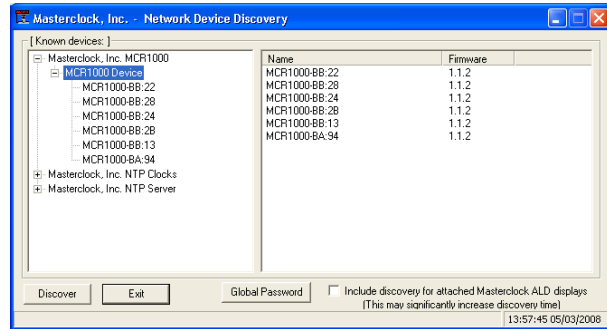 Masterclock, Inc. - Network Device Discovery
[ Known devices: ]
Masterclock, Inc. MCR1000
MCR1000 Device
MCR1000-BB:22
MCR1000-BB:28
MCR1000-BB:24
MCR1000-BB:2B
MCR1000-BB:13
MCR1000-BA:94
Masterclock, Inc. NTP Clocks
Masterclock, Inc. NTP Server
Name Firmware
MCR1000-BB:22 1.1.2
MCR1000-BB:28 1.1.2
MCR1000-BB:24 1.1.2
MCR1000-BB:2B 1.1.2
MCR1000-BB:13 1.1.2
MCR1000-BA:94 1.1.2
Discover Exit Global Password Include discovery for attached Masterclock ALD displays
(This may significantly increase discovery time)
13:57:45 05/03/2008